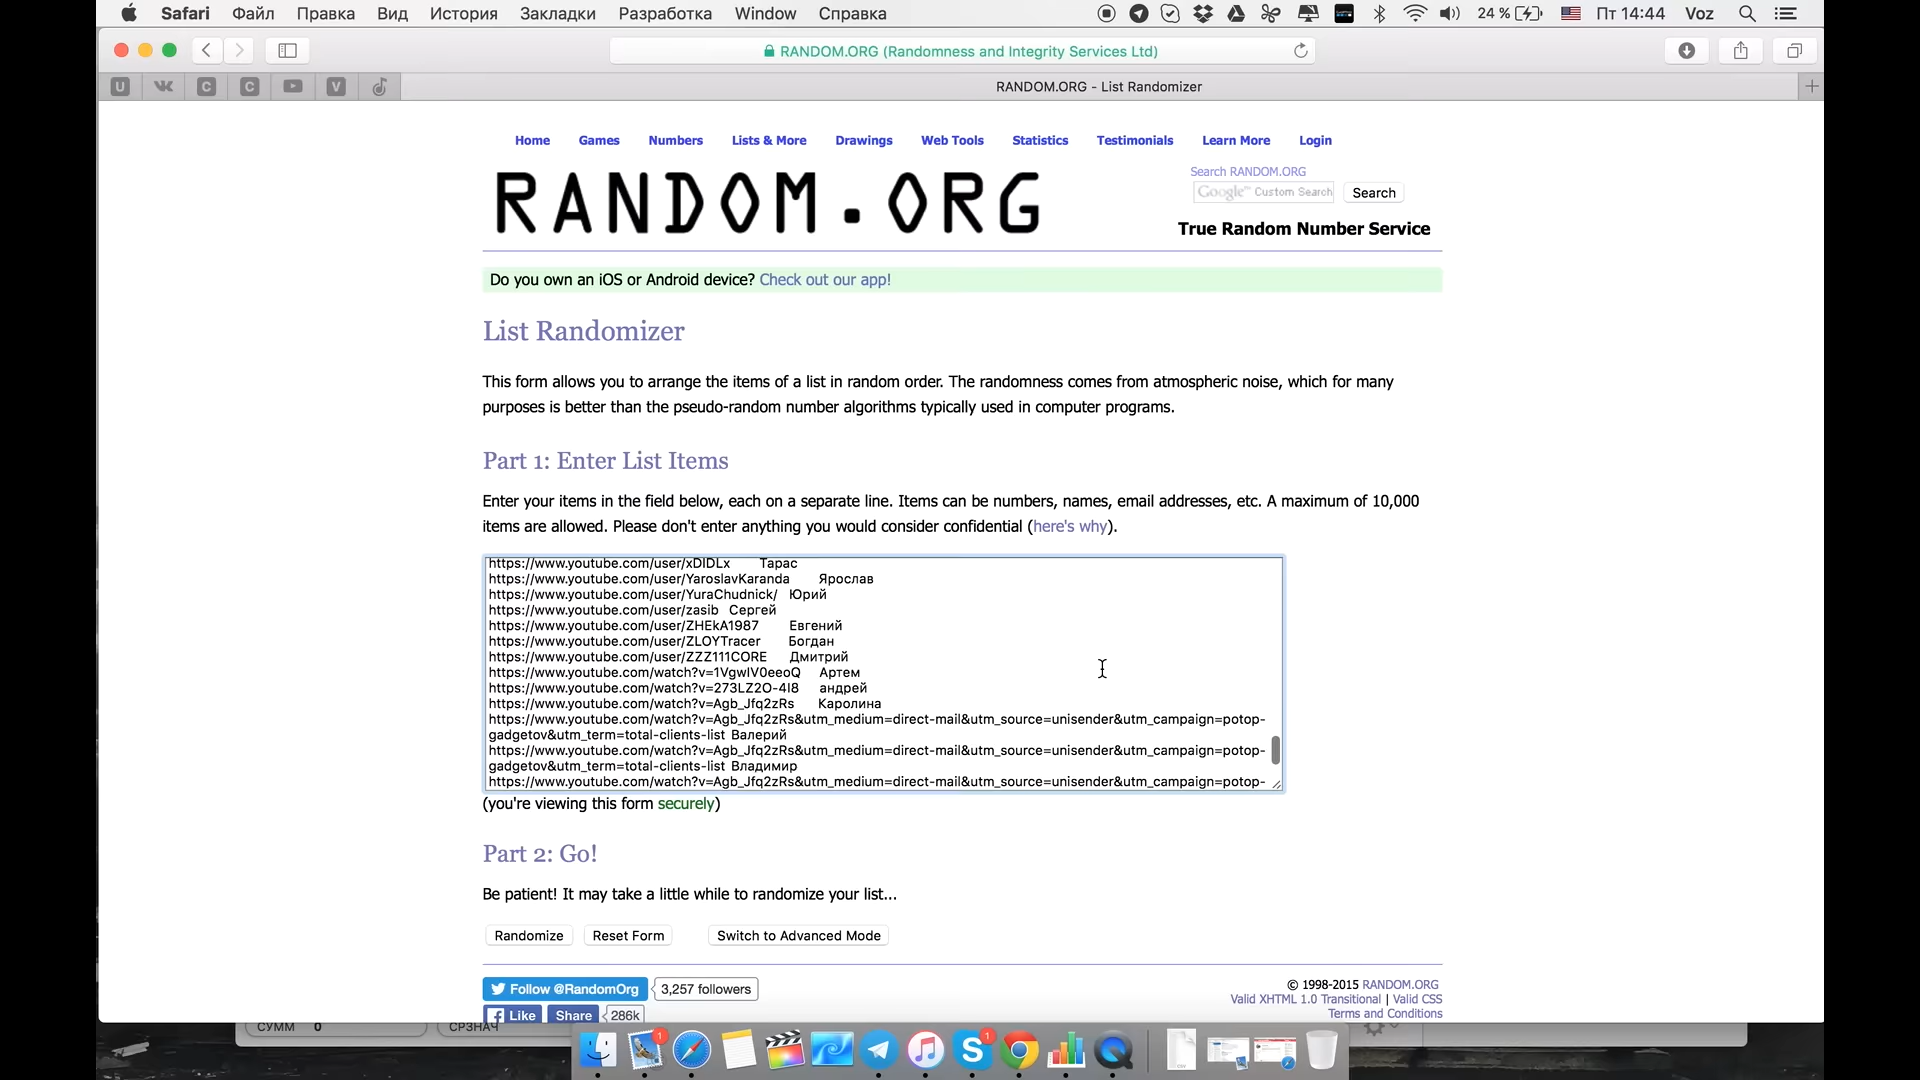 Safari Файл Правка Вид История Закладки Разработка Window Справка 24 % Пт 14:44 Voz
RANDOM.ORG (Randomness and Integrity Services Ltd)
U C C V RANDOM.ORG - List Randomizer
Home Games Numbers Lists & More Drawings Web Tools Statistics Testimonials Learn More Login
RANDOM.ORG
Search RANDOM.ORG
Google™ Custom Search Search
True Random Number Service
Do you own an iOS or Android device? Check out our app!
List Randomizer
This form allows you to arrange the items of a list in random order. The randomness comes from atmospheric noise, which for many
purposes is better than the pseudo-random number algorithms typically used in computer programs.
Part 1: Enter List Items
Enter your items in the field below, each on a separate line. Items can be numbers, names, email addresses, etc. A maximum of 10,000
items are allowed. Please don't enter anything you would consider confidential (here's why).
https://www.youtube.com/user/xDIDLx Тарас
https://www.youtube.com/user/YaroslavKaranda Ярослав
https://www.youtube.com/user/YuraChudnick/ Юрий
https://www.youtube.com/user/zasib Сергей
https://www.youtube.com/user/ZHEkA1987 Евгений
https://www.youtube.com/user/ZLOYTracer Богдан
https://www.youtube.com/user/ZZZ111CORE Дмитрий
https://www.youtube.com/watch?v=1VgwIV0eeoQ Артем
https://www.youtube.com/watch?v=273LZ2O-4I8 андрей
https://www.youtube.com/watch?v=Agb_Jfq2zRs Каролина
https://www.youtube.com/watch?v=Agb_Jfq2zRs&utm_medium=direct-mail&utm_source=unisender&utm_campaign=potop-
gadgetov&utm_term=total-clients-list Валерий
https://www.youtube.com/watch?v=Agb_Jfq2zRs&utm_medium=direct-mail&utm_source=unisender&utm_campaign=potop-
gadgetov&utm_term=total-clients-list Владимир
https://www.youtube.com/watch?v=Agb_Jfq2zRs&utm_medium=direct-mail&utm_source=unisender&utm_campaign=potop-
(you're viewing this form securely)
Part 2: Go!
Be patient! It may take a little while to randomize your list...
Randomize Reset Form Switch to Advanced Mode
Follow @RandomOrg 3,257 followers
Like Share 286k
© 1998-2015 RANDOM.ORG
Valid XHTML 1.0 Transitional | Valid CSS
Terms and Conditions
СУММ 0 СРЗНАЧ
1 1